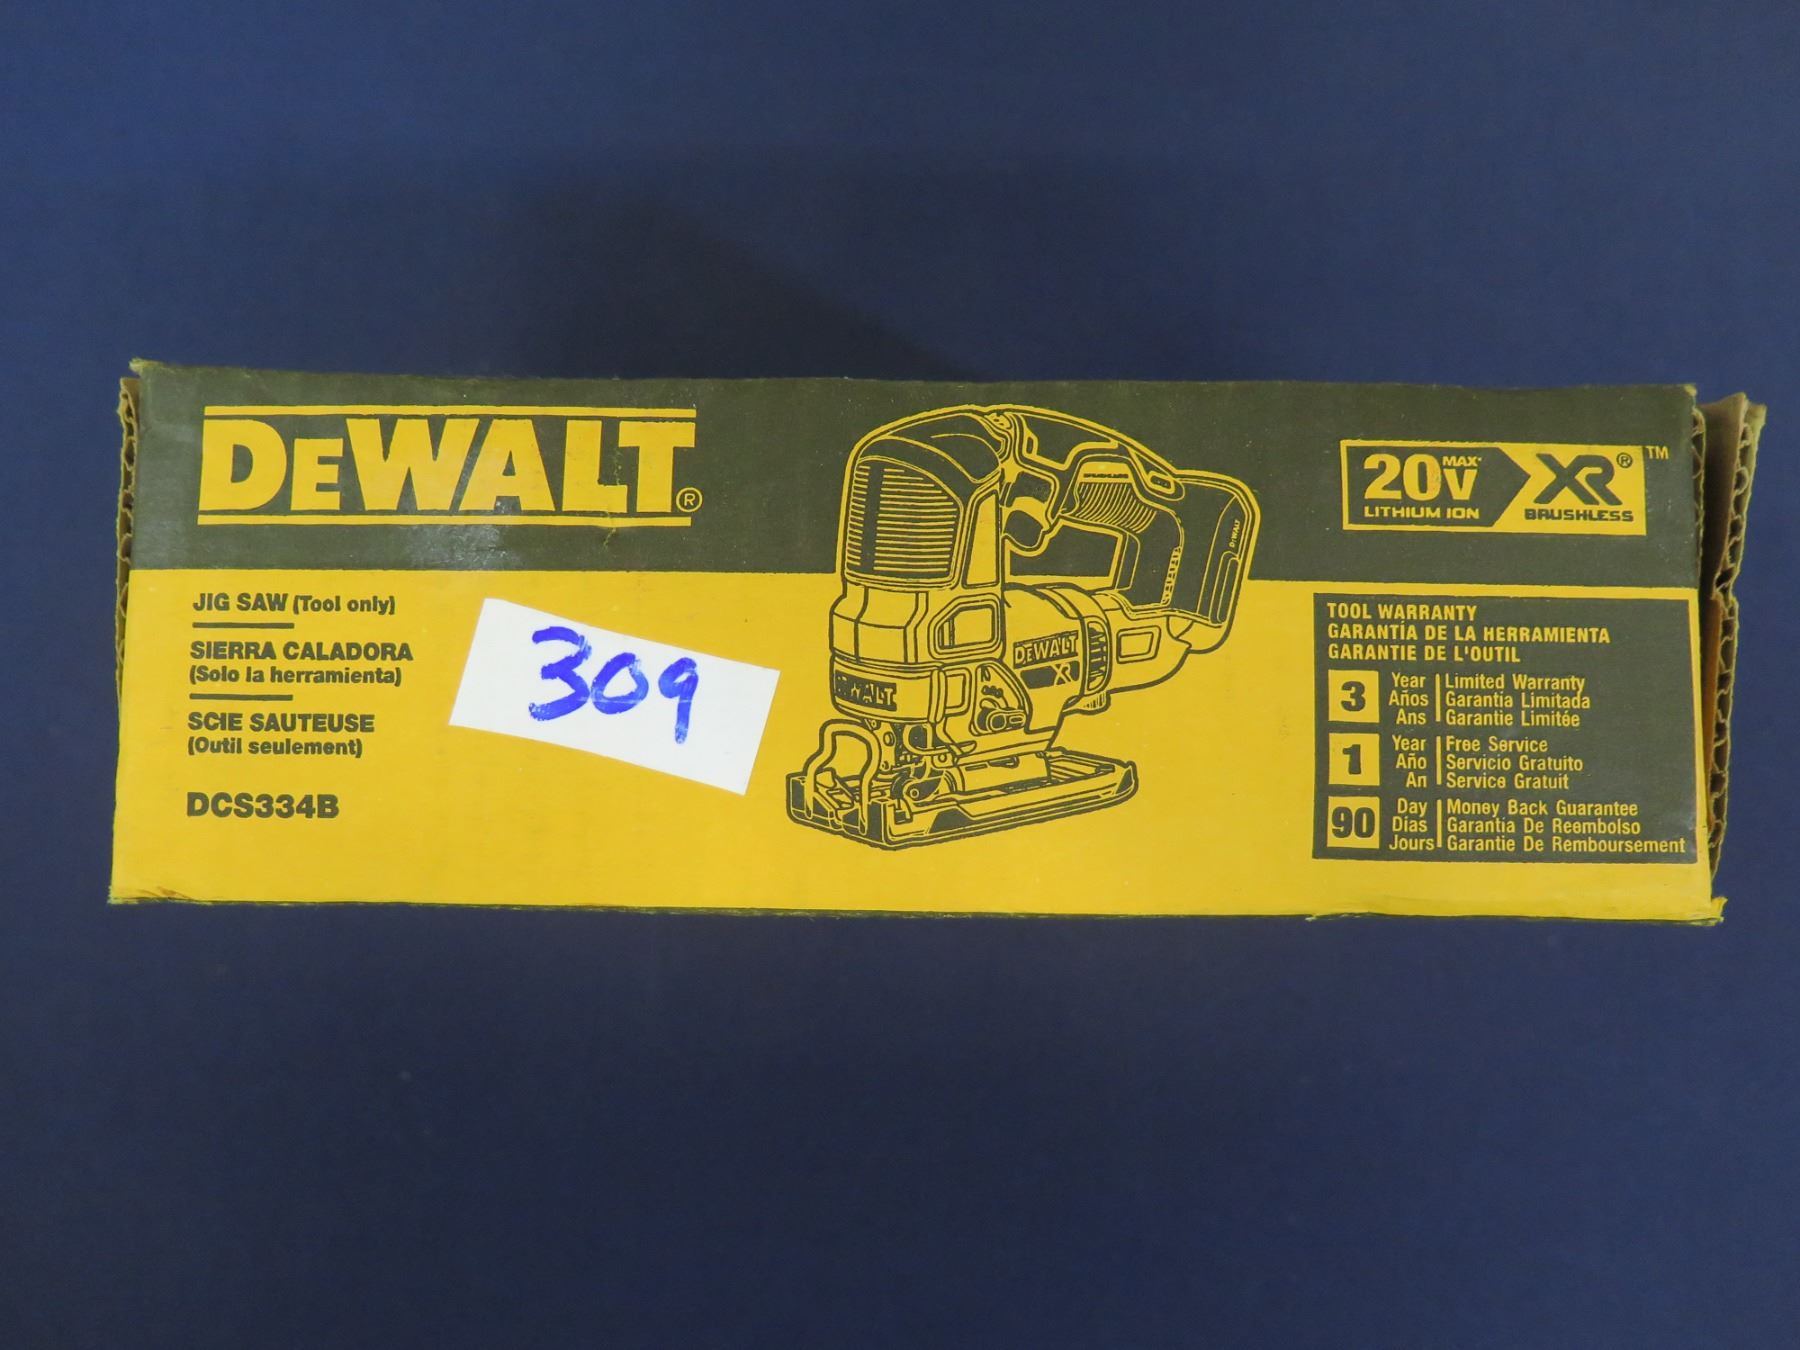 DEWALT®
JIG SAW (Tool only)
SIERRA CALADORA
(Solo la herramienta)
SCIE SAUTEUSE
(Outil seulement)
DCS334B
309
BRUSHLESS
DEWALT
DEWALT
XR
DEWALT
20V MAX* XR® ™
LITHIUM ION BRUSHLESS
TOOL WARRANTY
GARANTÍA DE LA HERRAMIENTA
GARANTIE DE L'OUTIL
3 Year Limited Warranty
Años Garantía Limitada
Ans Garantie Limitée
1 Year Free Service
Año Servicio Gratuito
An Service Gratuit
90 Day Money Back Guarantee
Días Garantía De Reembolso
Jours Garantie De Remboursement